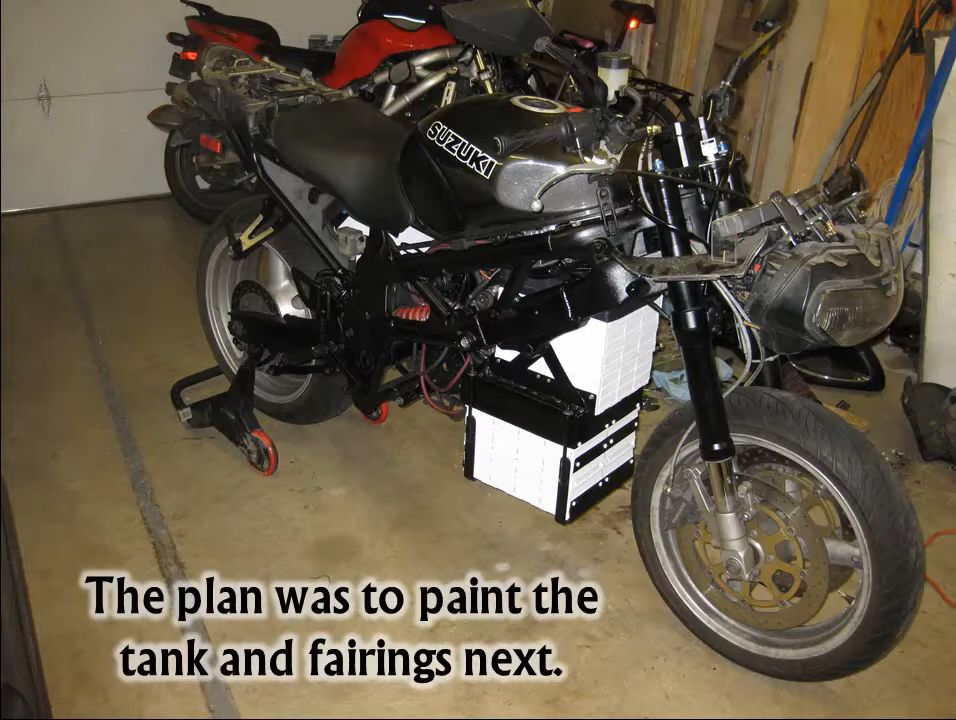 SUZUKI
The plan was to paint the
tank and fairings next.